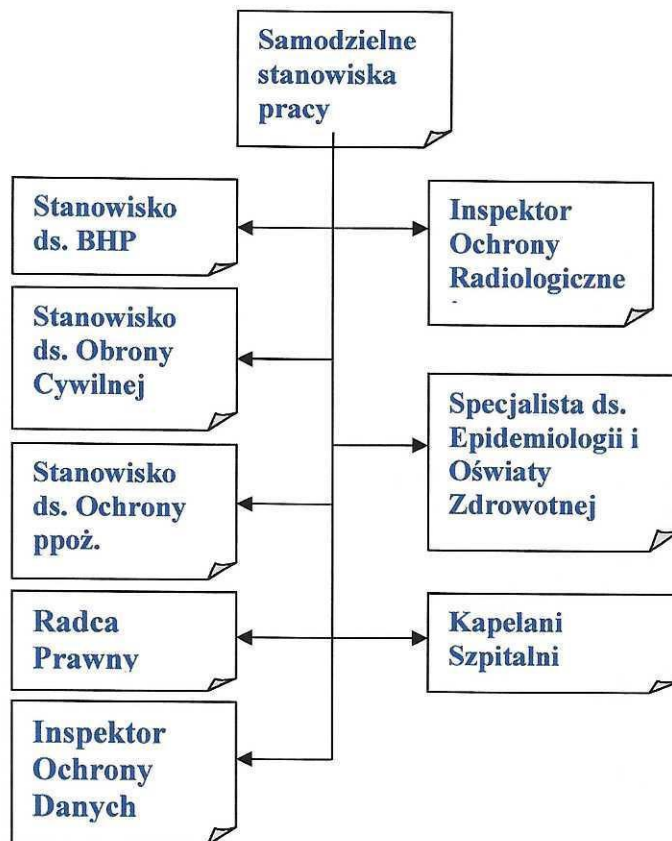 Samodzielne
stanowiska
pracy
Stanowisko
ds. BHP
Inspektor
Ochrony
Radiologiczne
Stanowisko
ds. Obrony
Cywilnej
Specjalista ds.
Epidemiologii i
Oświaty
Zdrowotnej
Stanowisko
ds. Ochrony
ppoż.
Radca
Prawny
Kapelani
Szpitalni
Inspektor
Ochrony
Danych